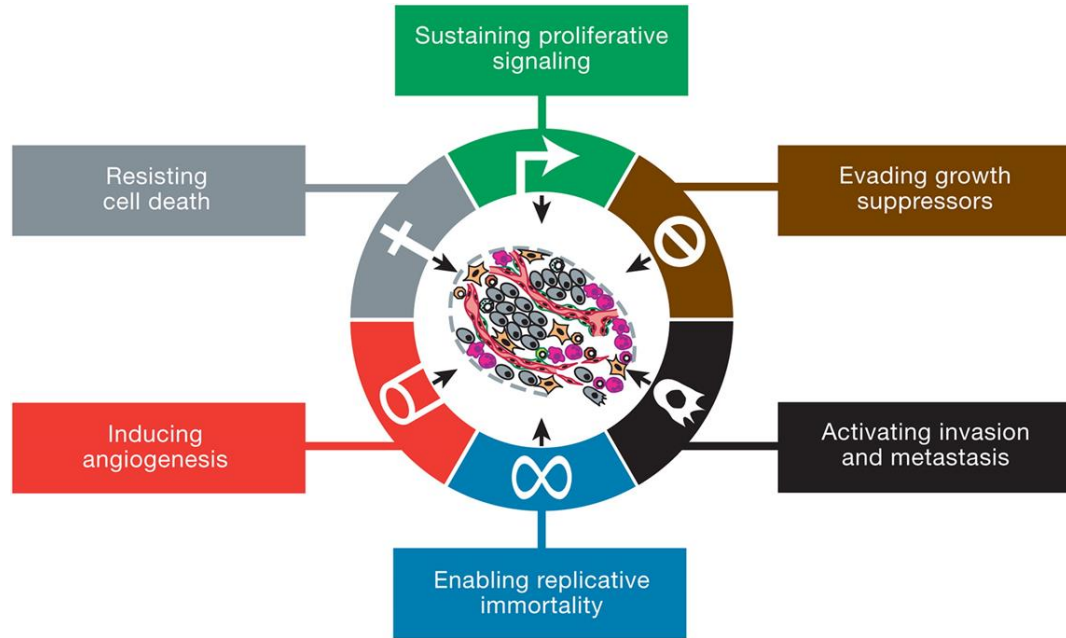 Sustaining proliferative
signaling
Resisting
cell death
Evading growth
suppressors
Inducing
angiogenesis
Activating invasion
and metastasis
Enabling replicative
immortality